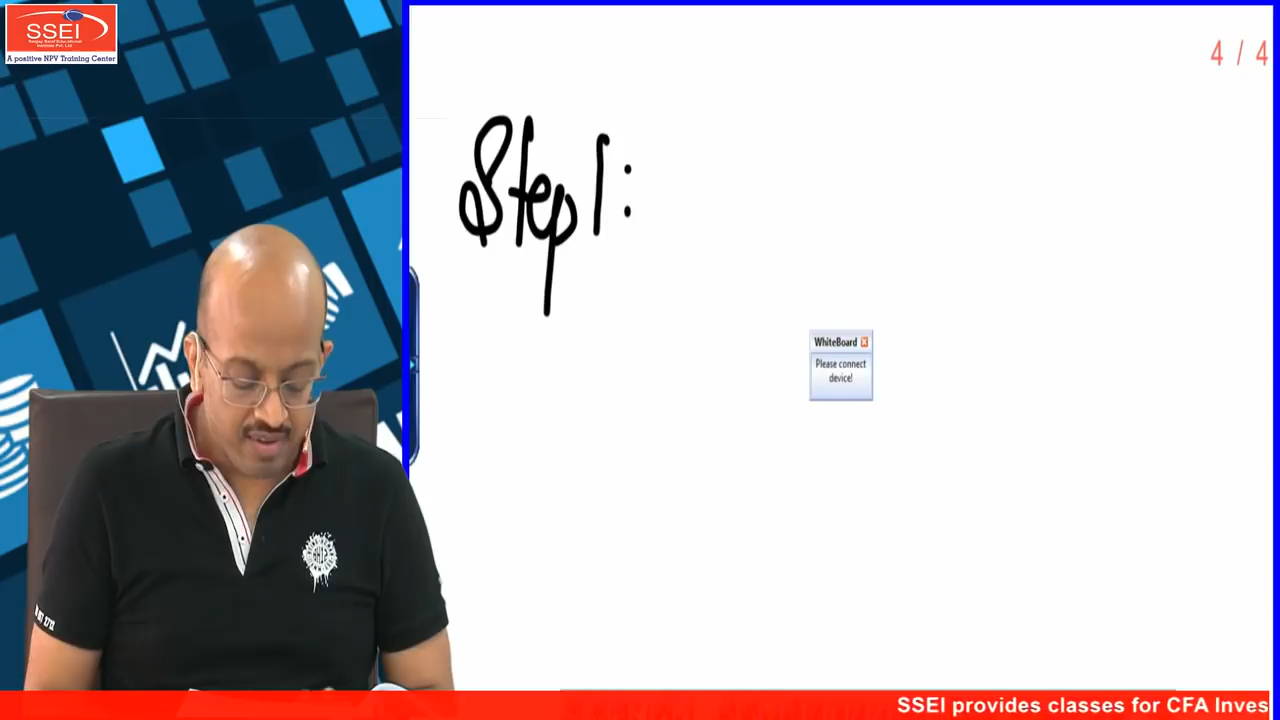 SSEI
A positive NPV Training Center
4 / 4
Step 1:
WhiteBoard
Please connect
device!
SSEI provides classes for CFA Inves